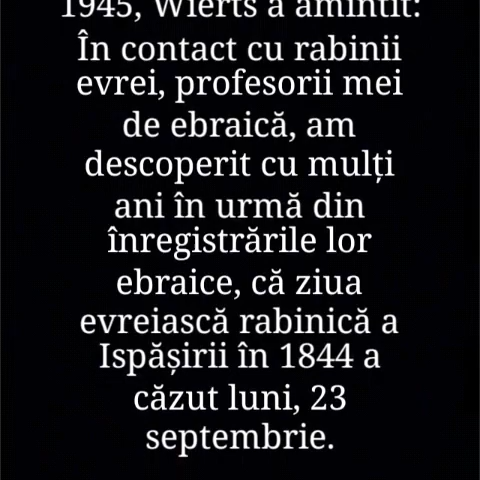 1945, Wierts a amintit:
În contact cu rabinii
evrei, profesorii mei
de ebraică, am
descoperit cu mulți
ani în urmă din
înregistrările lor
ebraice, că ziua
evreiască rabinică a
Ispășirii în 1844 a
căzut luni, 23
septembrie.